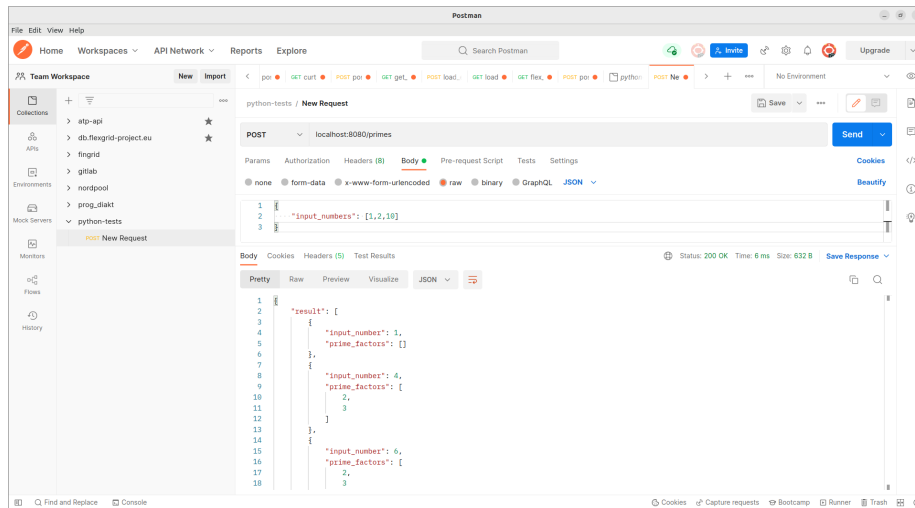 Postman
File Edit View Help
Home Workspaces API Network Reports Explore Search Postman Invite Upgrade
Team Workspace New Import
POST GET curt POST GET get_ POST load_ GET load GET flex_ POST python POST Ne No Environment
Collections
APIs
Environments
Mock Servers
Monitors
Flows
History
atp-api
db.flexgrid-project.eu
fingrid
gitlab
nordpool
prog_diakt
python-tests
POST New Request
python-tests / New Request Save
POST localhost:8080/primes Send
Params Authorization Headers (8) Body Pre-request Script Tests Settings Cookies
none form-data x-www-form-urlencoded raw binary GraphQL JSON Beautify
1 {
2 "input_numbers": [1,2,10]
3 }
Body Cookies Headers (5) Test Results Status: 200 OK Time: 6 ms Size: 632 B Save Response
Pretty Raw Preview Visualize JSON
1 {
2 "result": [
3 {
4 "input_number": 1,
5 "prime_factors": []
6 },
7 {
8 "input_number": 4,
9 "prime_factors": [
10 2,
11 3
12 ]
13 },
14 {
15 "input_number": 6,
16 "prime_factors": [
17 2,
18 3
Find and Replace Console Cookies Capture requests Bootcamp Runner Trash